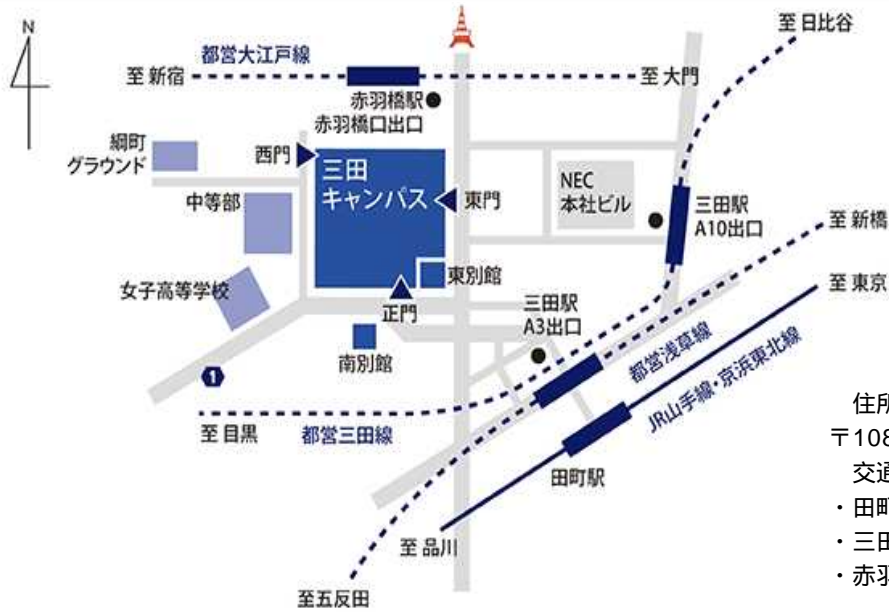 N
都営大江戸線
至 新宿
至 大門
至 日比谷
赤羽橋駅
赤羽橋口出口
綱町
グラウンド
西門
三田
キャンパス
東門
中等部
NEC
本社ビル
三田駅
A10出口
至 新橋
女子高等学校
東別館
至 東京
正門
三田駅
A3出口
南別館
都営浅草線
JR山手線・京浜東北線
1
至 目黒
都営三田線
田町駅
至 品川
至五反田
住所
〒108
交通
・田町
・三田
・赤羽